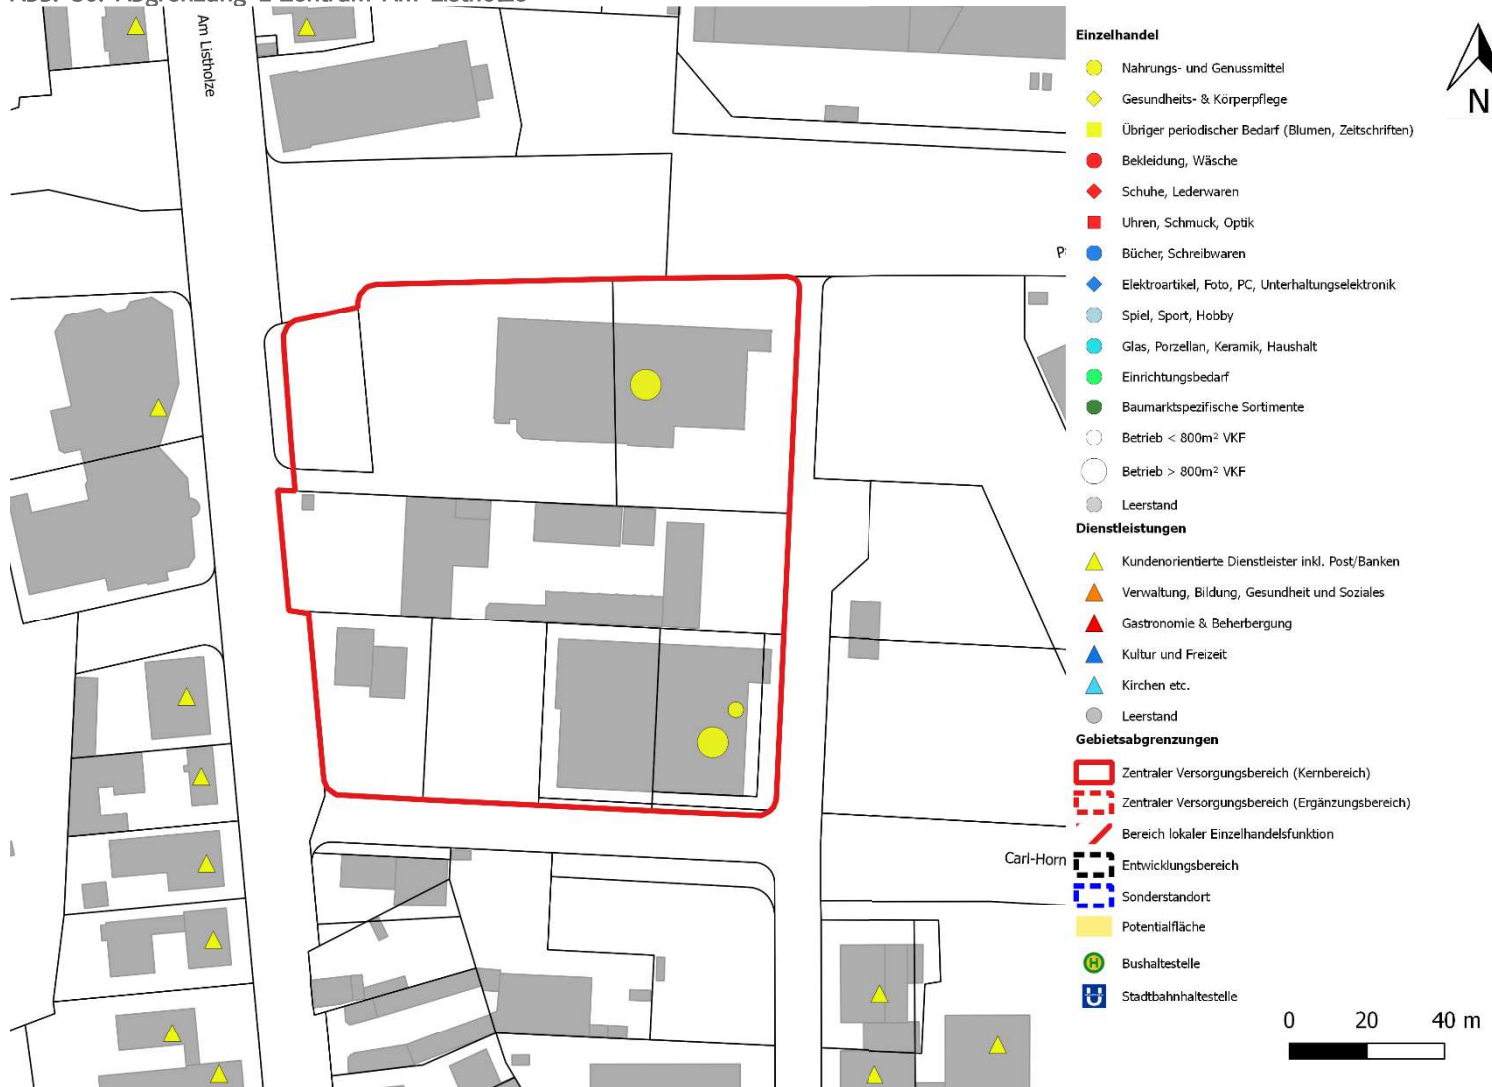 Am Listholze
Carl-Horn
Einzelhandel
Nahrungs- und Genussmittel
Gesundheits- & Körperpflege
Übriger periodischer Bedarf (Blumen, Zeitschriften)
Bekleidung, Wäsche
Schuhe, Lederwaren
Uhren, Schmuck, Optik
Bücher, Schreibwaren
Elektroartikel, Foto, PC, Unterhaltungselektronik
Spiel, Sport, Hobby
Glas, Porzellan, Keramik, Haushalt
Einrichtungsbedarf
Baumarktspezifische Sortimente
Betrieb < 800m² VKF
Betrieb > 800m² VKF
Leerstand
Dienstleistungen
Kundenorientierte Dienstleister inkl. Post/Banken
Verwaltung, Bildung, Gesundheit und Soziales
Gastronomie & Beherbergung
Kultur und Freizeit
Kirchen etc.
Leerstand
Gebietsabgrenzungen
Zentraler Versorgungsbereich (Kernbereich)
Zentraler Versorgungsbereich (Ergänzungsbereich)
Bereich lokaler Einzelhandelsfunktion
Entwicklungsbereich
Sonderstandort
Potentialfläche
H Bushaltestelle
U Stadtbahnhaltestelle
N
0 20 40 m